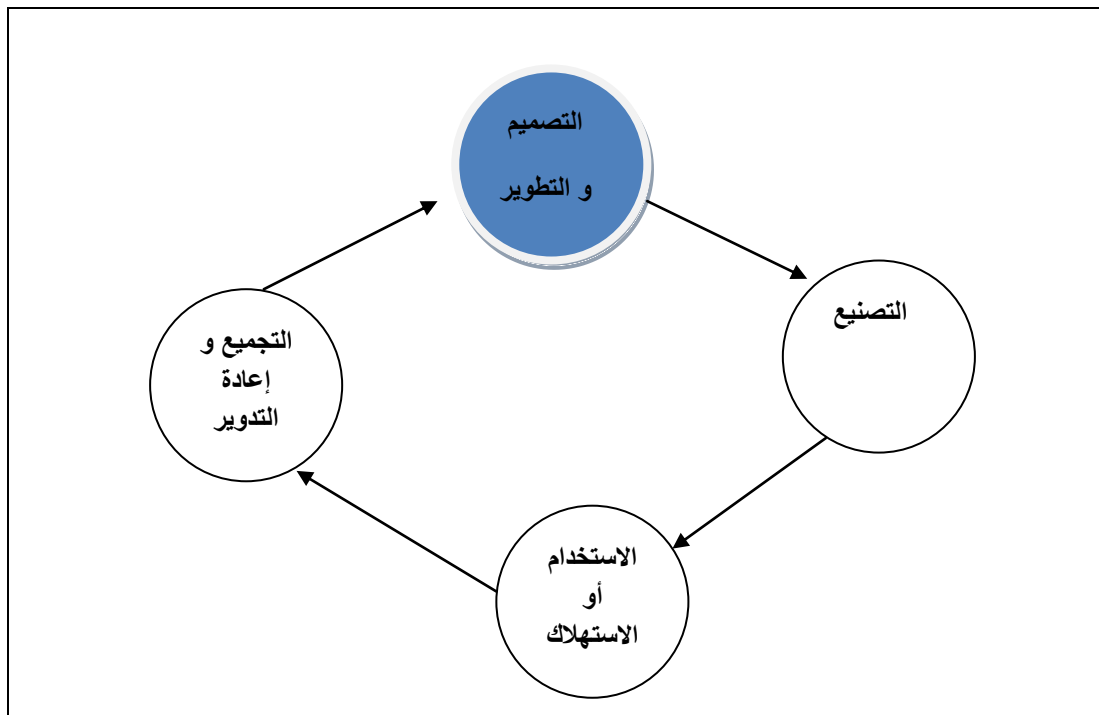 التصميم
و التطوير
التصنيع
الاستخدام
أو
الاستهلاك
التجميع و
إعادة
التدوير